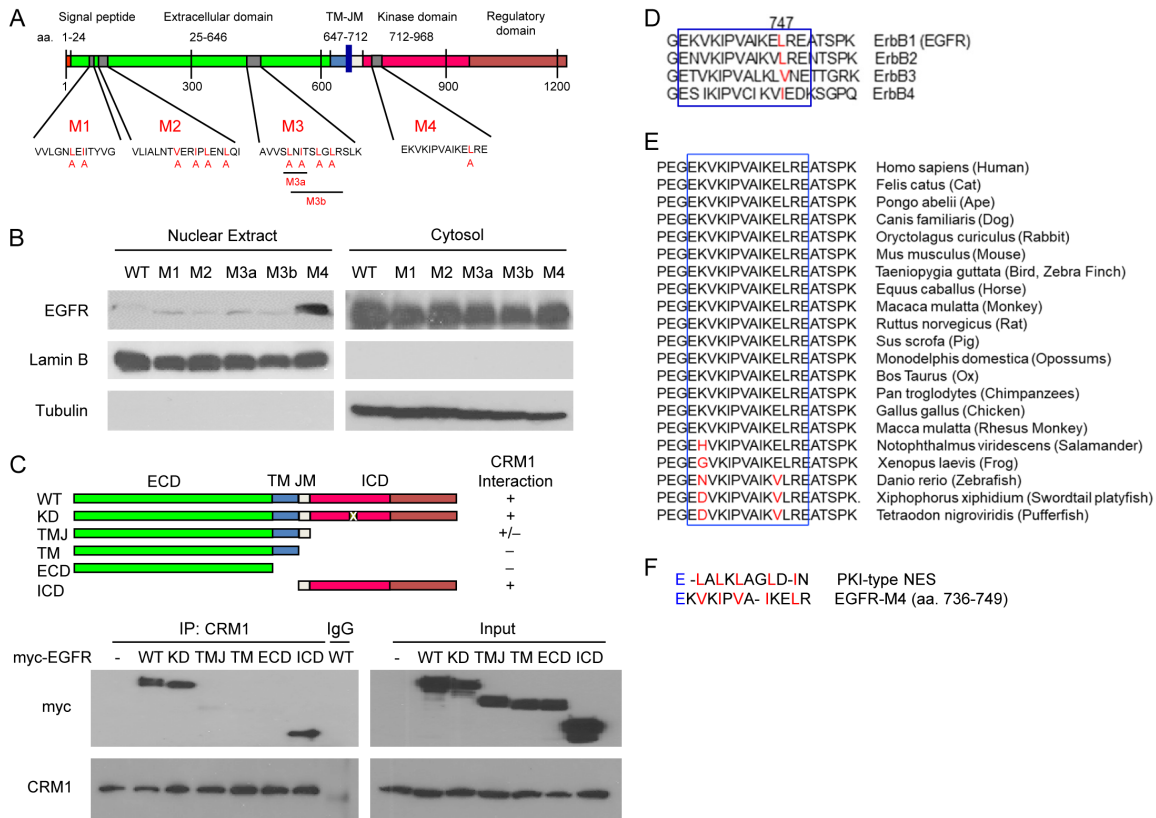 A
Signal peptide
Extracellular domain
TM-JM
Kinase domain
Regulatory
domain
aa.
1-24
25-646
647-712
712-968
1
300
600
900
1200
M1
M2
M3
M4
VVLGNLEIITYVG
VLIALNTVERIPLENLQI
AVVSLNITSLGLRSLK
EKVKIPVAIKELRE
A A
A A A A
A A A A
A
M3a
M3b
B
Nuclear Extract
Cytosol
WT M1 M2 M3a M3b M4
WT M1 M2 M3a M3b M4
EGFR
Lamin B
Tubulin
C
ECD
TM JM
ICD
CRM1
Interaction
WT +
KD X +
TMJ +/–
TM –
ECD –
ICD +
IP: CRM1
IgG
Input
myc-EGFR
- WT KD TMJ TM ECD ICD WT
- WT KD TMJ TM ECD ICD
myc
CRM1
D
747
GEKVKIPVAIKELREATSPK ErbB1 (EGFR)
GENVKIPVAIKVLRENTSPK ErbB2
GETVKIPVALKLVNETTGRK ErbB3
GESIKIPVCIKVIEDKSGPQ ErbB4
E
PEGEKVKIPVAIKELREATSPK Homo sapiens (Human)
PEGEKVKIPVAIKELREATSPK Felis catus (Cat)
PEGEKVKIPVAIKELREATSPK Pongo abelii (Ape)
PEGEKVKIPVAIKELREATSPK Canis familiaris (Dog)
PEGEKVKIPVAIKELREATSPK Oryctolagus curiculus (Rabbit)
PEGEKVKIPVAIKELREATSPK Mus musculus (Mouse)
PEGEKVKIPVAIKELREATSPK Taeniopygia guttata (Bird, Zebra Finch)
PEGEKVKIPVAIKELREATSPK Equus caballus (Horse)
PEGEKVKIPVAIKELREATSPK Macaca mulatta (Monkey)
PEGEKVKIPVAIKELREATSPK Ruttus norvegicus (Rat)
PEGEKVKIPVAIKELREATSPK Sus scrofa (Pig)
PEGEKVKIPVAIKELREATSPK Monodelphis domestica (Opossums)
PEGEKVKIPVAIKELREATSPK Bos Taurus (Ox)
PEGEKVKIPVAIKELREATSPK Pan troglodytes (Chimpanzees)
PEGEKVKIPVAIKELREATSPK Gallus gallus (Chicken)
PEGEKVKIPVAIKELREATSPK Macca mulatta (Rhesus Monkey)
PEGEHVKIPVAIKELREATSPK Notophthalmus viridescens (Salamander)
PEGEGVKIPVAIKELREATSPK Xenopus laevis (Frog)
PEGENVKIPVAIKVLREATSPK Danio rerio (Zebrafish)
PEGEDVKIPVAIKVLREATSPK. Xiphophorus xiphidium (Swordtail platyfish)
PEGEDVKIPVAIKVLREATSPK Tetraodon nigroviridis (Pufferfish)
F
E -LALKLAGLD-IN PKI-type NES
EKVKIPVA- IKELR EGFR-M4 (aa. 736-749)